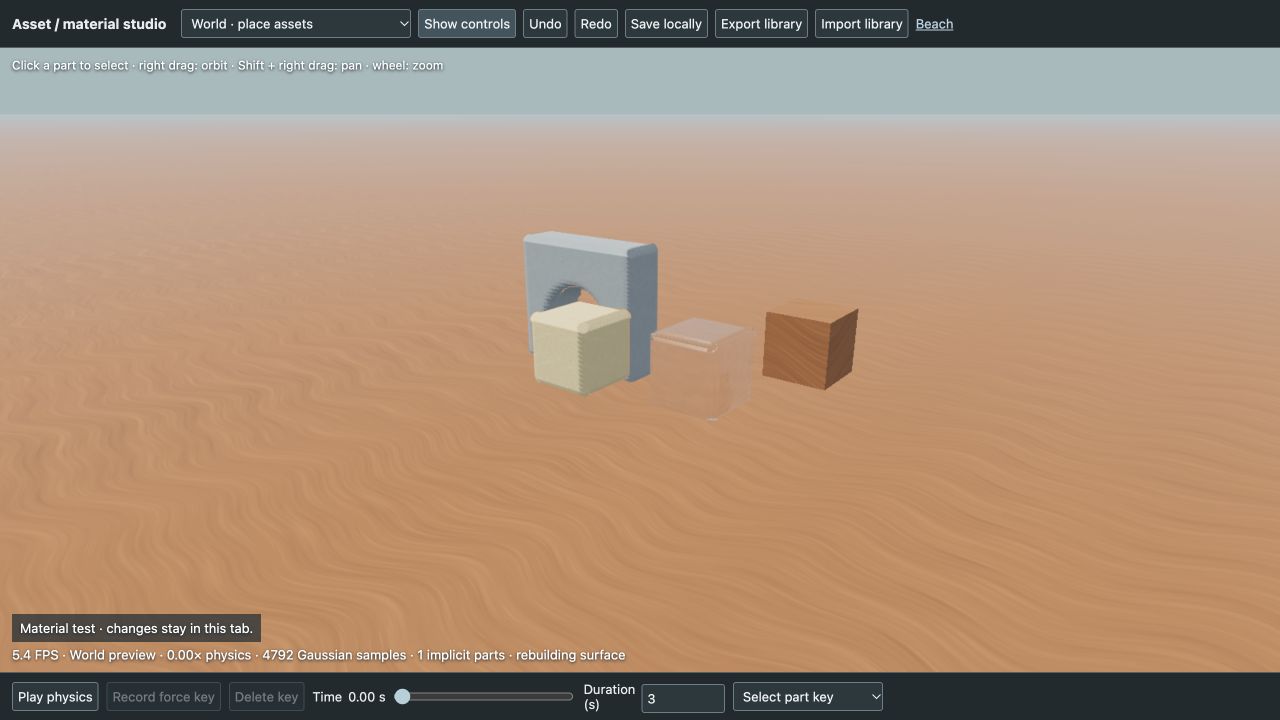 Asset / material studio World · place assets Show controls Undo Redo Save locally Export library Import library Beach
Click a part to select · right drag: orbit · Shift + right drag: pan · wheel: zoom
Material test · changes stay in this tab.
5.4 FPS · World preview · 0.00× physics · 4792 Gaussian samples · 1 implicit parts · rebuilding surface
Play physics Record force key Delete key Time 0.00 s Duration (s) 3 Select part key